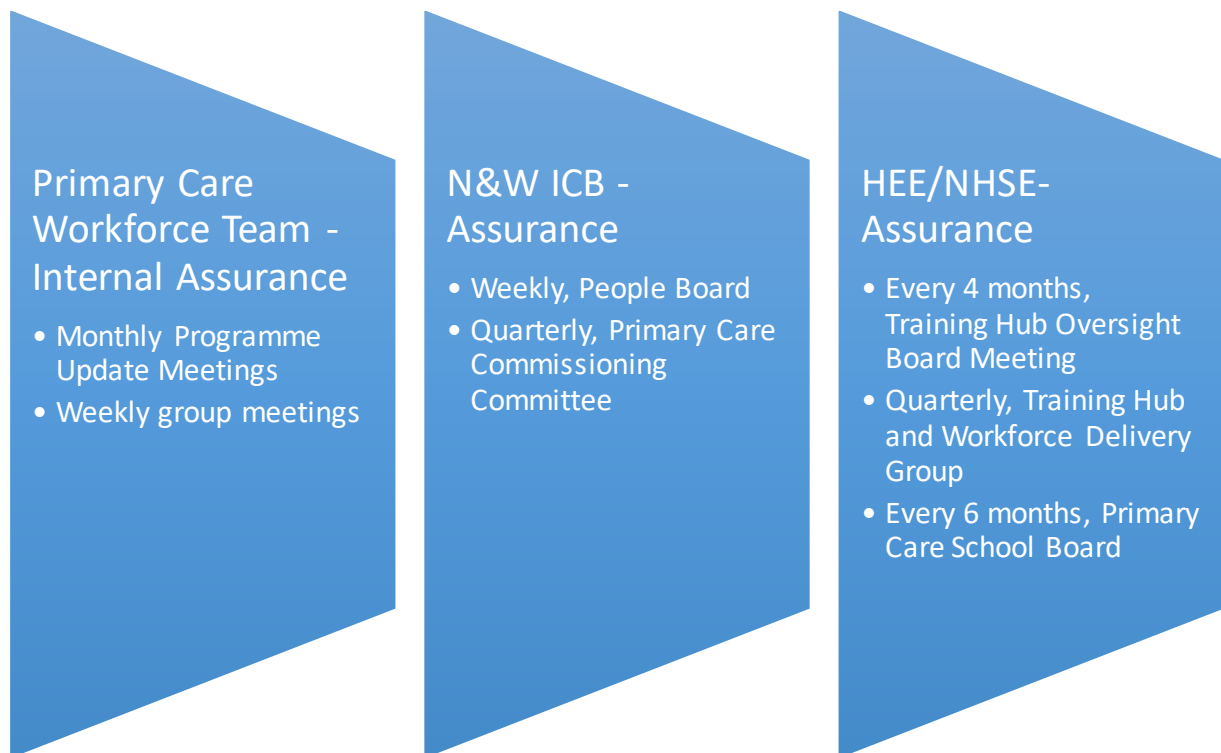 Primary Care
Workforce Team -
Internal Assurance
• Monthly Programme
Update Meetings
• Weekly group meetings
N&W ICB -
Assurance
• Weekly, People Board
• Quarterly, Primary Care
Commissioning
Committee
HEE/NHSE-
Assurance
• Every 4 months,
Training Hub Oversight
Board Meeting
• Quarterly, Training Hub
and Workforce Delivery
Group
• Every 6 months, Primary
Care School Board